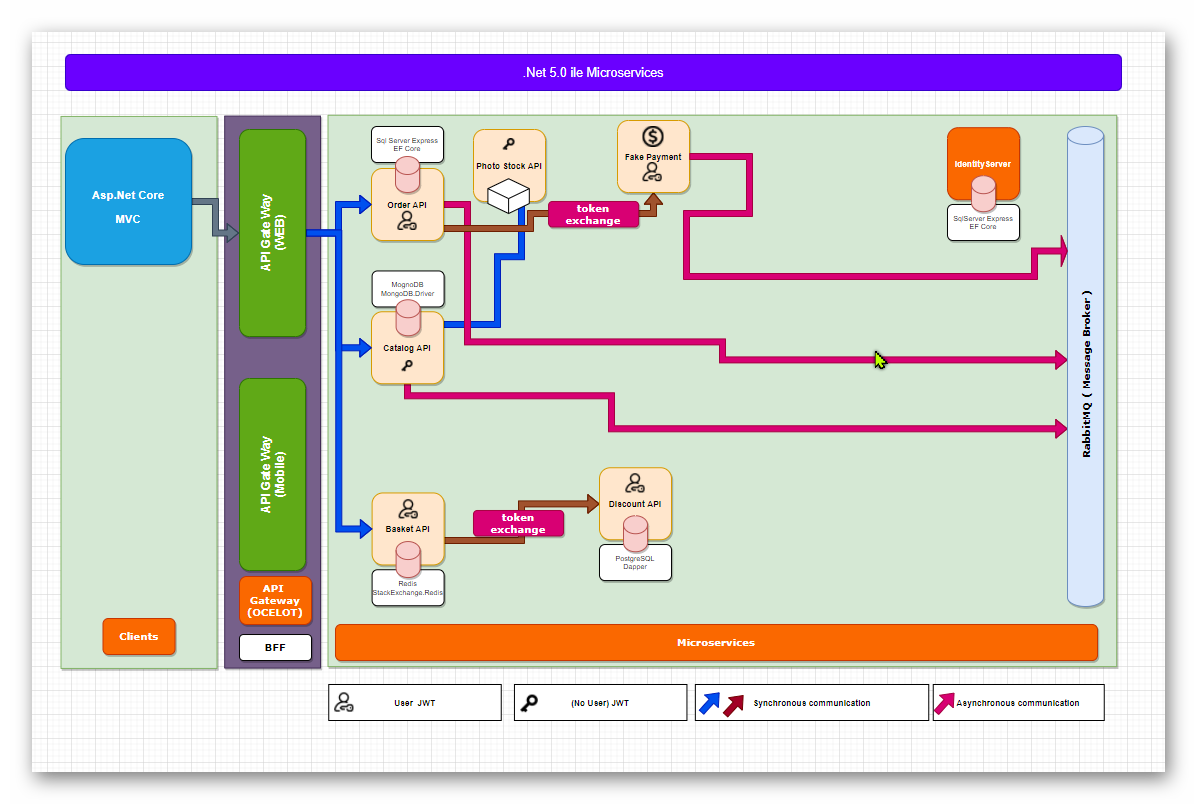 .Net 5.0 ile Microservices
Asp.Net Core
MVC
Clients
API Gate Way
(WEB)
API Gate Way
(Mobile)
API
Gateway
(OCELOT)
BFF
Sql Server Express
EF Core
Order API
Photo Stock API
Fake Payment
token
exchange
IdentityServer
SqlServer Express
EF Core
MognoDB
MongoDB.Driver
Catalog API
RabbitMQ ( Message Broker )
Basket API
Redis
StackExchange.Redis
token
exchange
Discount API
PostgreSQL
Dapper
Microservices
User JWT
(No User) JWT
Synchronous communication
Asynchronous communication